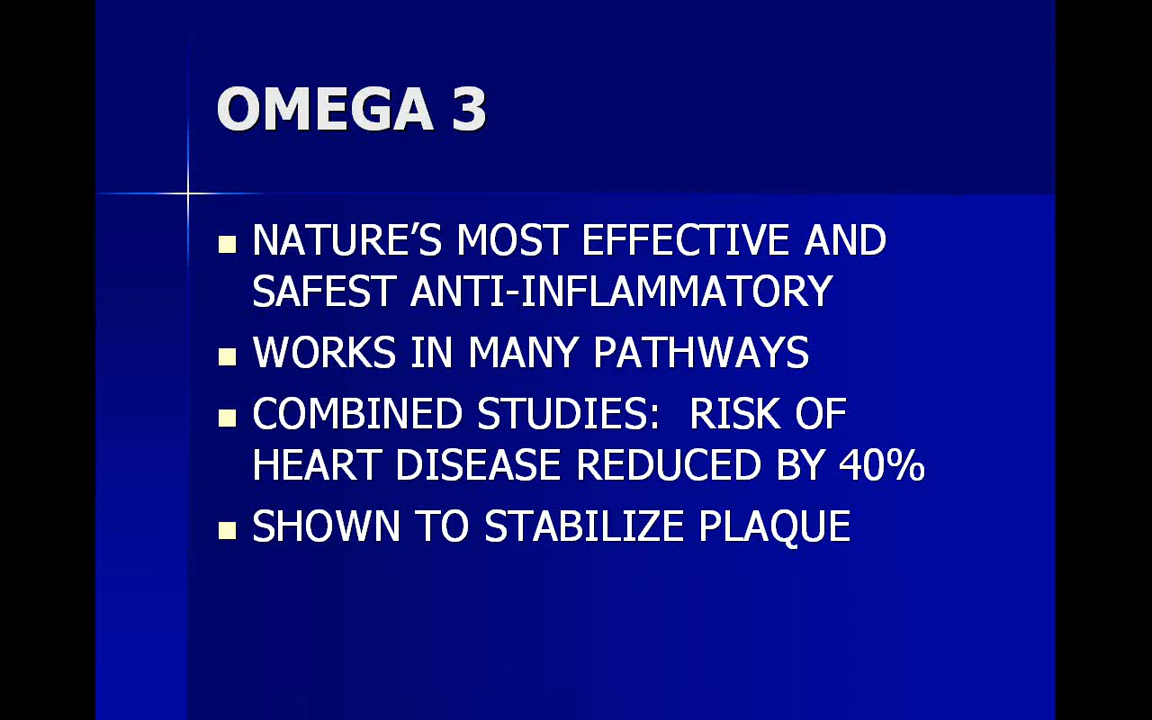 OMEGA 3
NATURE’S MOST EFFECTIVE AND
SAFEST ANTI-INFLAMMATORY
WORKS IN MANY PATHWAYS
COMBINED STUDIES:  RISK OF
HEART DISEASE REDUCED BY 40%
SHOWN TO STABILIZE PLAQUE